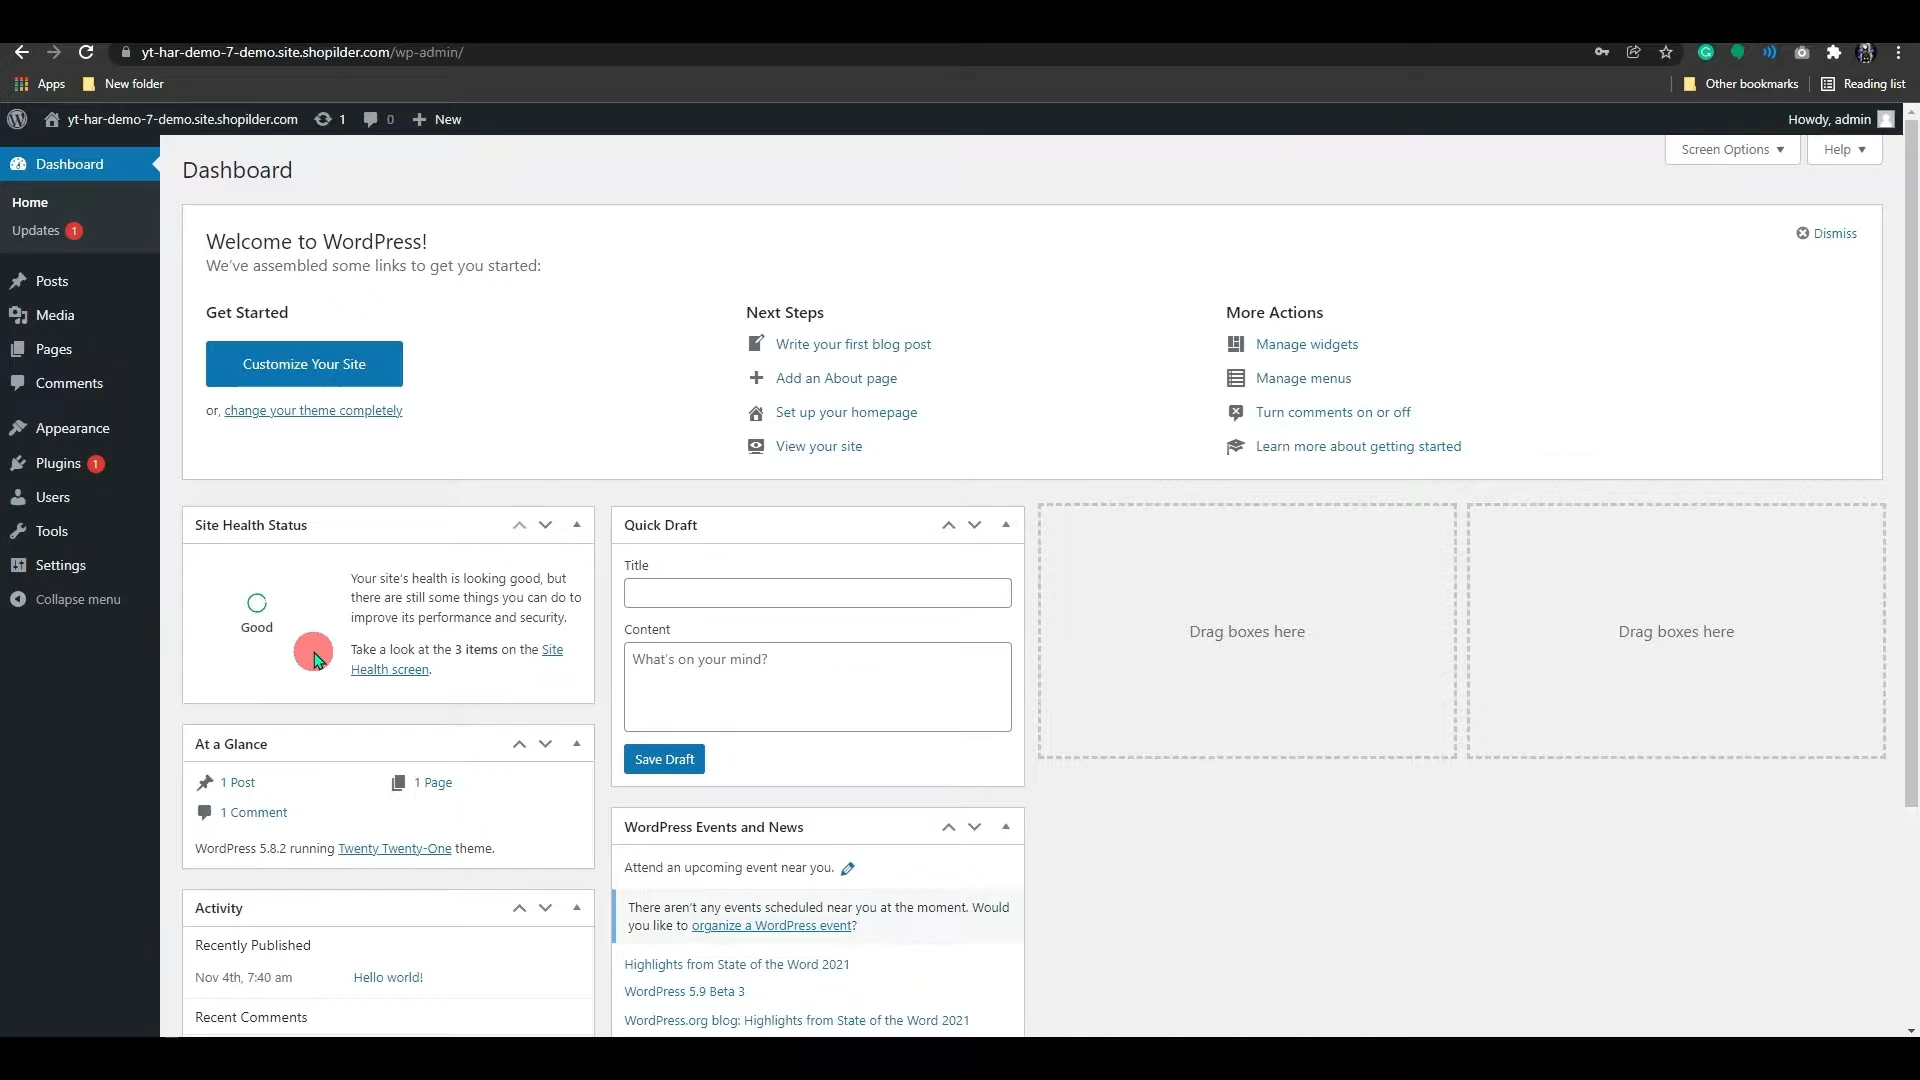 yt-har-demo-7-demo.site.shopilder.com/wp-admin/
Apps
New folder
Other bookmarks
Reading list
yt-har-demo-7-demo.site.shopilder.com
1
0
New
Howdy, admin
Dashboard
Home
Updates 1
Posts
Media
Pages
Comments
Appearance
Plugins 1
Users
Tools
Settings
Collapse menu
Dashboard
Screen Options
Help
Welcome to WordPress!
We've assembled some links to get you started:
Dismiss
Get Started
Customize Your Site
or, change your theme completely
Next Steps
Write your first blog post
Add an About page
Set up your homepage
View your site
More Actions
Manage widgets
Manage menus
Turn comments on or off
Learn more about getting started
Site Health Status
Good
Your site's health is looking good, but
there are still some things you can do to
improve its performance and security.
Take a look at the 3 items on the Site
Health screen.
At a Glance
1 Post
1 Page
1 Comment
WordPress 5.8.2 running Twenty Twenty-One theme.
Activity
Recently Published
Nov 4th, 7:40 am
Hello world!
Recent Comments
Quick Draft
Title
Content
What's on your mind?
Save Draft
WordPress Events and News
Attend an upcoming event near you.
There aren't any events scheduled near you at the moment. Would
you like to organize a WordPress event?
Highlights from State of the Word 2021
WordPress 5.9 Beta 3
WordPress.org blog: Highlights from State of the Word 2021
Drag boxes here
Drag boxes here